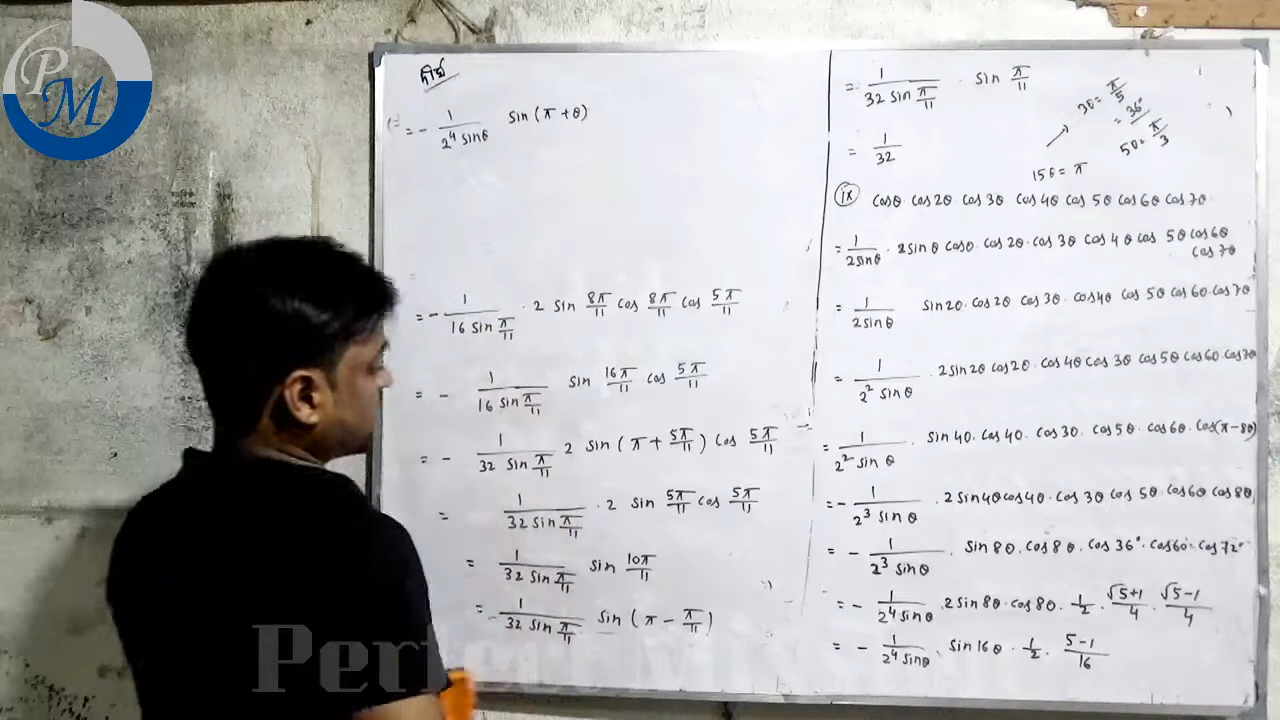 PM
দীর্ঘ
= - 1/(2⁴ sinθ) sin(π+θ)
= - 1/(16 sin π/11) · 2 sin 8π/11 cos 8π/11 cos 5π/11
= - 1/(16 sin π/11) sin 16π/11 cos 5π/11
= - 1/(32 sin π/11) 2 sin(π + 5π/11) cos 5π/11
= 1/(32 sin π/11) · 2 sin 5π/11 cos 5π/11
= 1/(32 sin π/11) sin 10π/11
= 1/(32 sin π/11) sin(π - π/11)
= 1/(32 sin π/11) · sin π/11
= 1/32
3θ = π/5
= 36°
5θ = π/3
15θ = π
(ix) cosθ · cos2θ · cos3θ cos4θ cos5θ cos6θ cos7θ
= 1/(2sinθ) · 2sinθ cosθ · cos2θ · cos3θ cos4θ cos5θ cos6θ
cos7θ
= 1/(2sinθ) sin2θ · cos2θ cos3θ · cos4θ cos5θ cos6θ · cos7θ
= 1/(2² sinθ) · 2sin2θ cos2θ · cos4θ cos3θ cos5θ cos6θ cos7θ
= 1/(2² sinθ) · sin4θ · cos4θ · cos3θ · cos5θ · cos6θ · cos(π-8θ)
= - 1/(2³ sinθ) · 2sin4θ cos4θ · cos3θ cos5θ · cos6θ cos8θ
= - 1/(2³ sinθ) · sin8θ · cos8θ · cos36° · cos60° · cos72°
= - 1/(2⁴ sinθ) · 2sin8θ · cos8θ · 1/2 · (√5+1)/4 · (√5-1)/4
= - 1/(2⁴ sinθ) · sin16θ · 1/2 · (5-1)/16